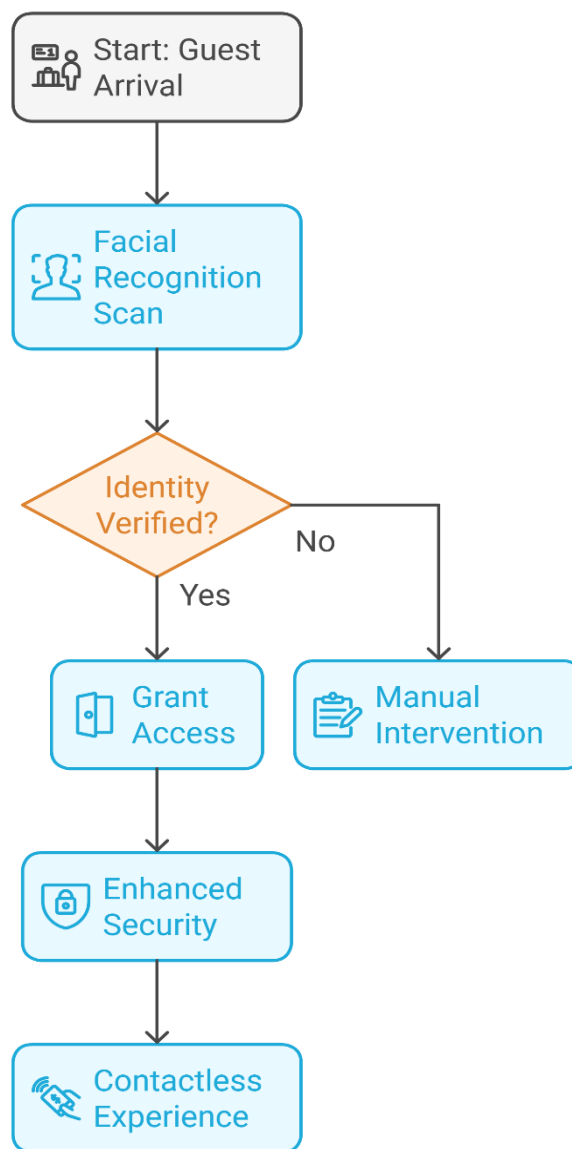 Start: Guest
Arrival
Facial
Recognition
Scan
Identity
Verified?
No
Yes
Grant
Access
Manual
Intervention
Enhanced
Security
Contactless
Experience